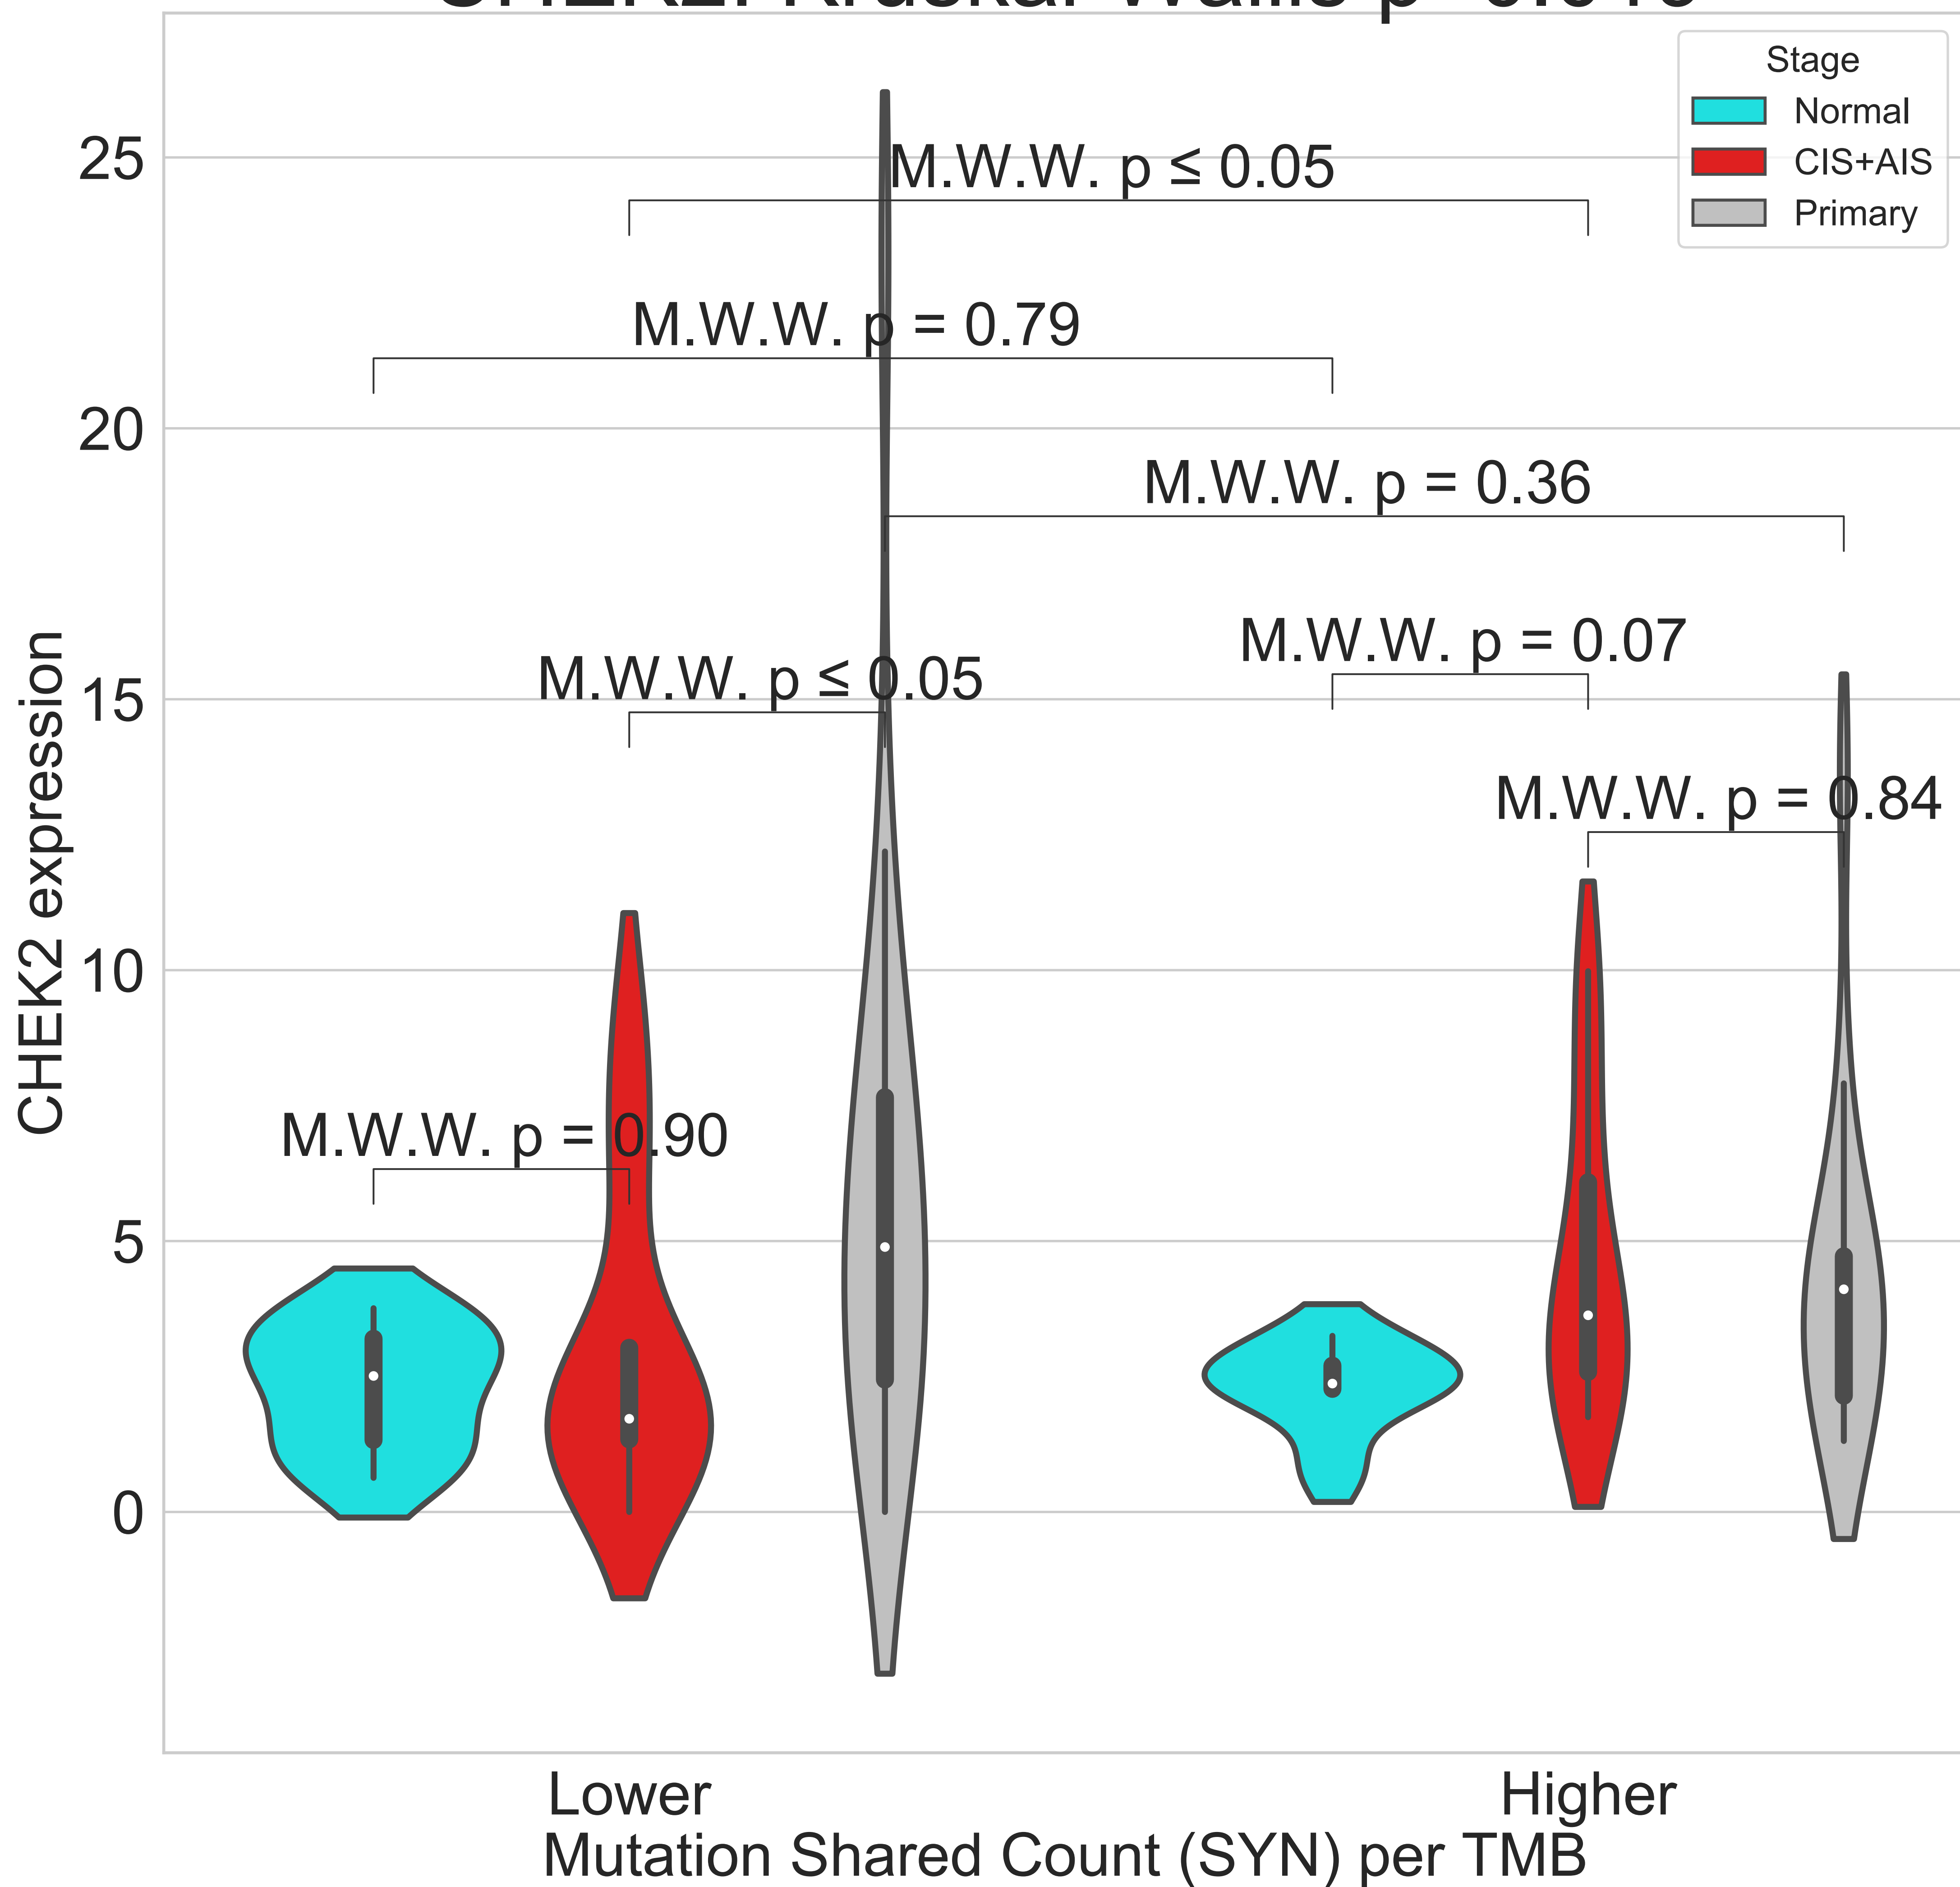 Stage
Normal
CIS+AIS
Primary
25
20
15
10
5
0
CHEK2 expression
M.W.W. p ≤ 0.05
M.W.W. p = 0.79
M.W.W. p = 0.36
M.W.W. p = 0.07
M.W.W. p ≤ 0.05
M.W.W. p = 0.84
M.W.W. p = 0.90
Lower
Higher
Mutation Shared Count (SYN) per TMB